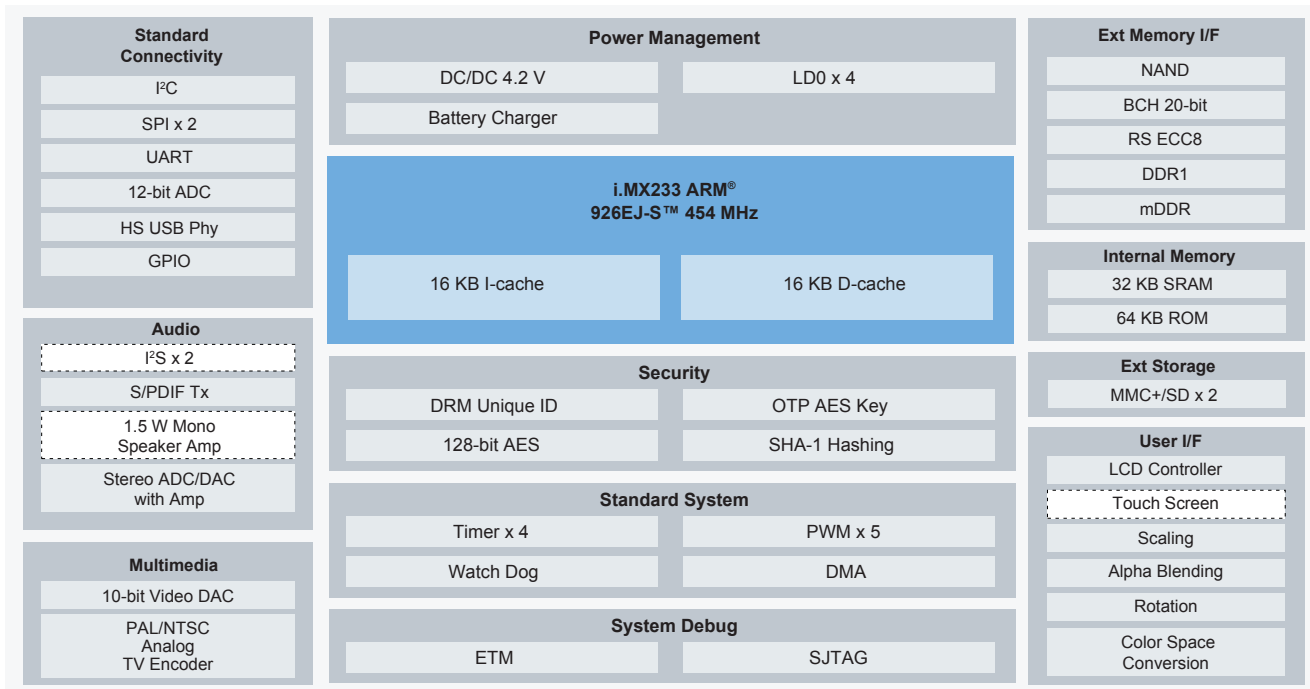 Standard
Connectivity
I²C
SPI x 2
UART
12-bit ADC
HS USB Phy
GPIO
Audio
I²S x 2
S/PDIF Tx
1.5 W Mono
Speaker Amp
Stereo ADC/DAC
with Amp
Multimedia
10-bit Video DAC
PAL/NTSC
Analog
TV Encoder
Power Management
DC/DC 4.2 V
LD0 x 4
Battery Charger
i.MX233 ARM®
926EJ-S™ 454 MHz
16 KB I-cache
16 KB D-cache
Security
DRM Unique ID
OTP AES Key
128-bit AES
SHA-1 Hashing
Standard System
Timer x 4
PWM x 5
Watch Dog
DMA
System Debug
ETM
SJTAG
Ext Memory I/F
NAND
BCH 20-bit
RS ECC8
DDR1
mDDR
Internal Memory
32 KB SRAM
64 KB ROM
Ext Storage
MMC+/SD x 2
User I/F
LCD Controller
Touch Screen
Scaling
Alpha Blending
Rotation
Color Space
Conversion